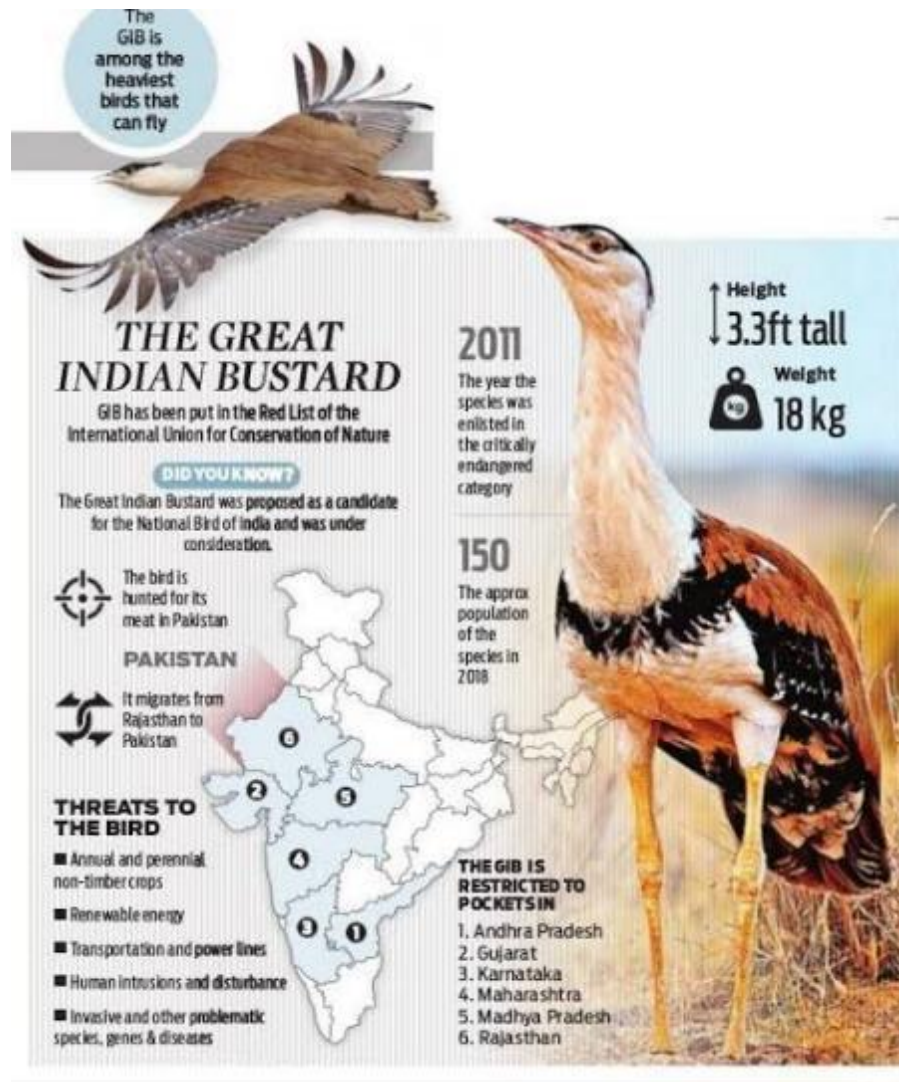 The
GIB is
among the
heaviest
birds that
can fly
THE GREAT
INDIAN BUSTARD
GIB has been put in the Red List of the
International Union for Conservation of Nature
DID YOU KNOW?
The Great Indian Bustard was proposed as a candidate
for the National Bird of India and was under
consideration.
The bird is
hunted for its
meat in Pakistan
PAKISTAN
It migrates from
Rajasthan to
Pakistan
THREATS TO
THE BIRD
Annual and perennial
non-timber crops
Renewable energy
Transportation and power lines
Human intrusions and disturbance
Invasive and other problematic
species, genes & diseases
6
2
5
4
3
1
2011
The year the
species was
enlisted in
the critically
endangered
category
150
The approx
population
of the
species in
2018
Height
3.3ft tall
Weight
kg
18 kg
THE GIB IS
RESTRICTED TO
POCKETS IN
1. Andhra Pradesh
2. Gujarat
3. Karnataka
4. Maharashtra
5. Madhya Pradesh
6. Rajasthan